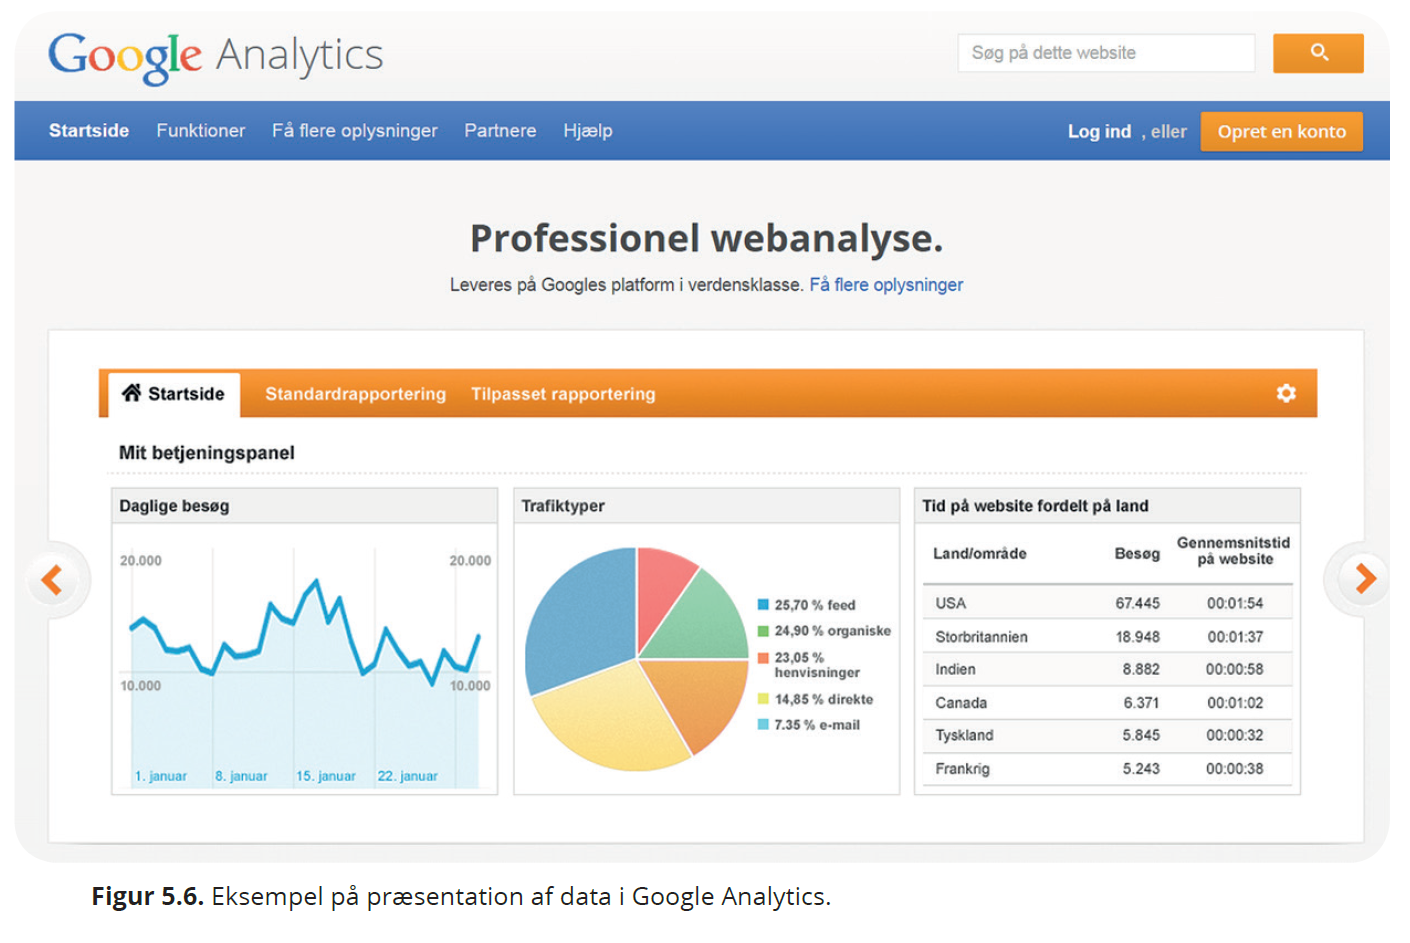 Google Analytics
Søg på dette website
Startside Funktioner Få flere oplysninger Partnere Hjælp
Log ind , eller Opret en konto
Professionel webanalyse.
Leveres på Googles platform i verdensklasse. Få flere oplysninger
Startside Standardrapportering Tilpasset rapportering
Mit betjeningspanel
Daglige besøg
20.000 20.000
10.000 10.000
1. januar 8. januar 15. januar 22. januar
Trafiktyper
25,70 % feed
24,90 % organiske
23,05 %
henvisninger
14,85 % direkte
7.35 % e-mail
Tid på website fordelt på land
Land/område Besøg Gennemsnitstid
på website
USA 67.445 00:01:54
Storbritannien 18.948 00:01:37
Indien 8.882 00:00:58
Canada 6.371 00:01:02
Tyskland 5.845 00:00:32
Frankrig 5.243 00:00:38
Figur 5.6. Eksempel på præsentation af data i Google Analytics.